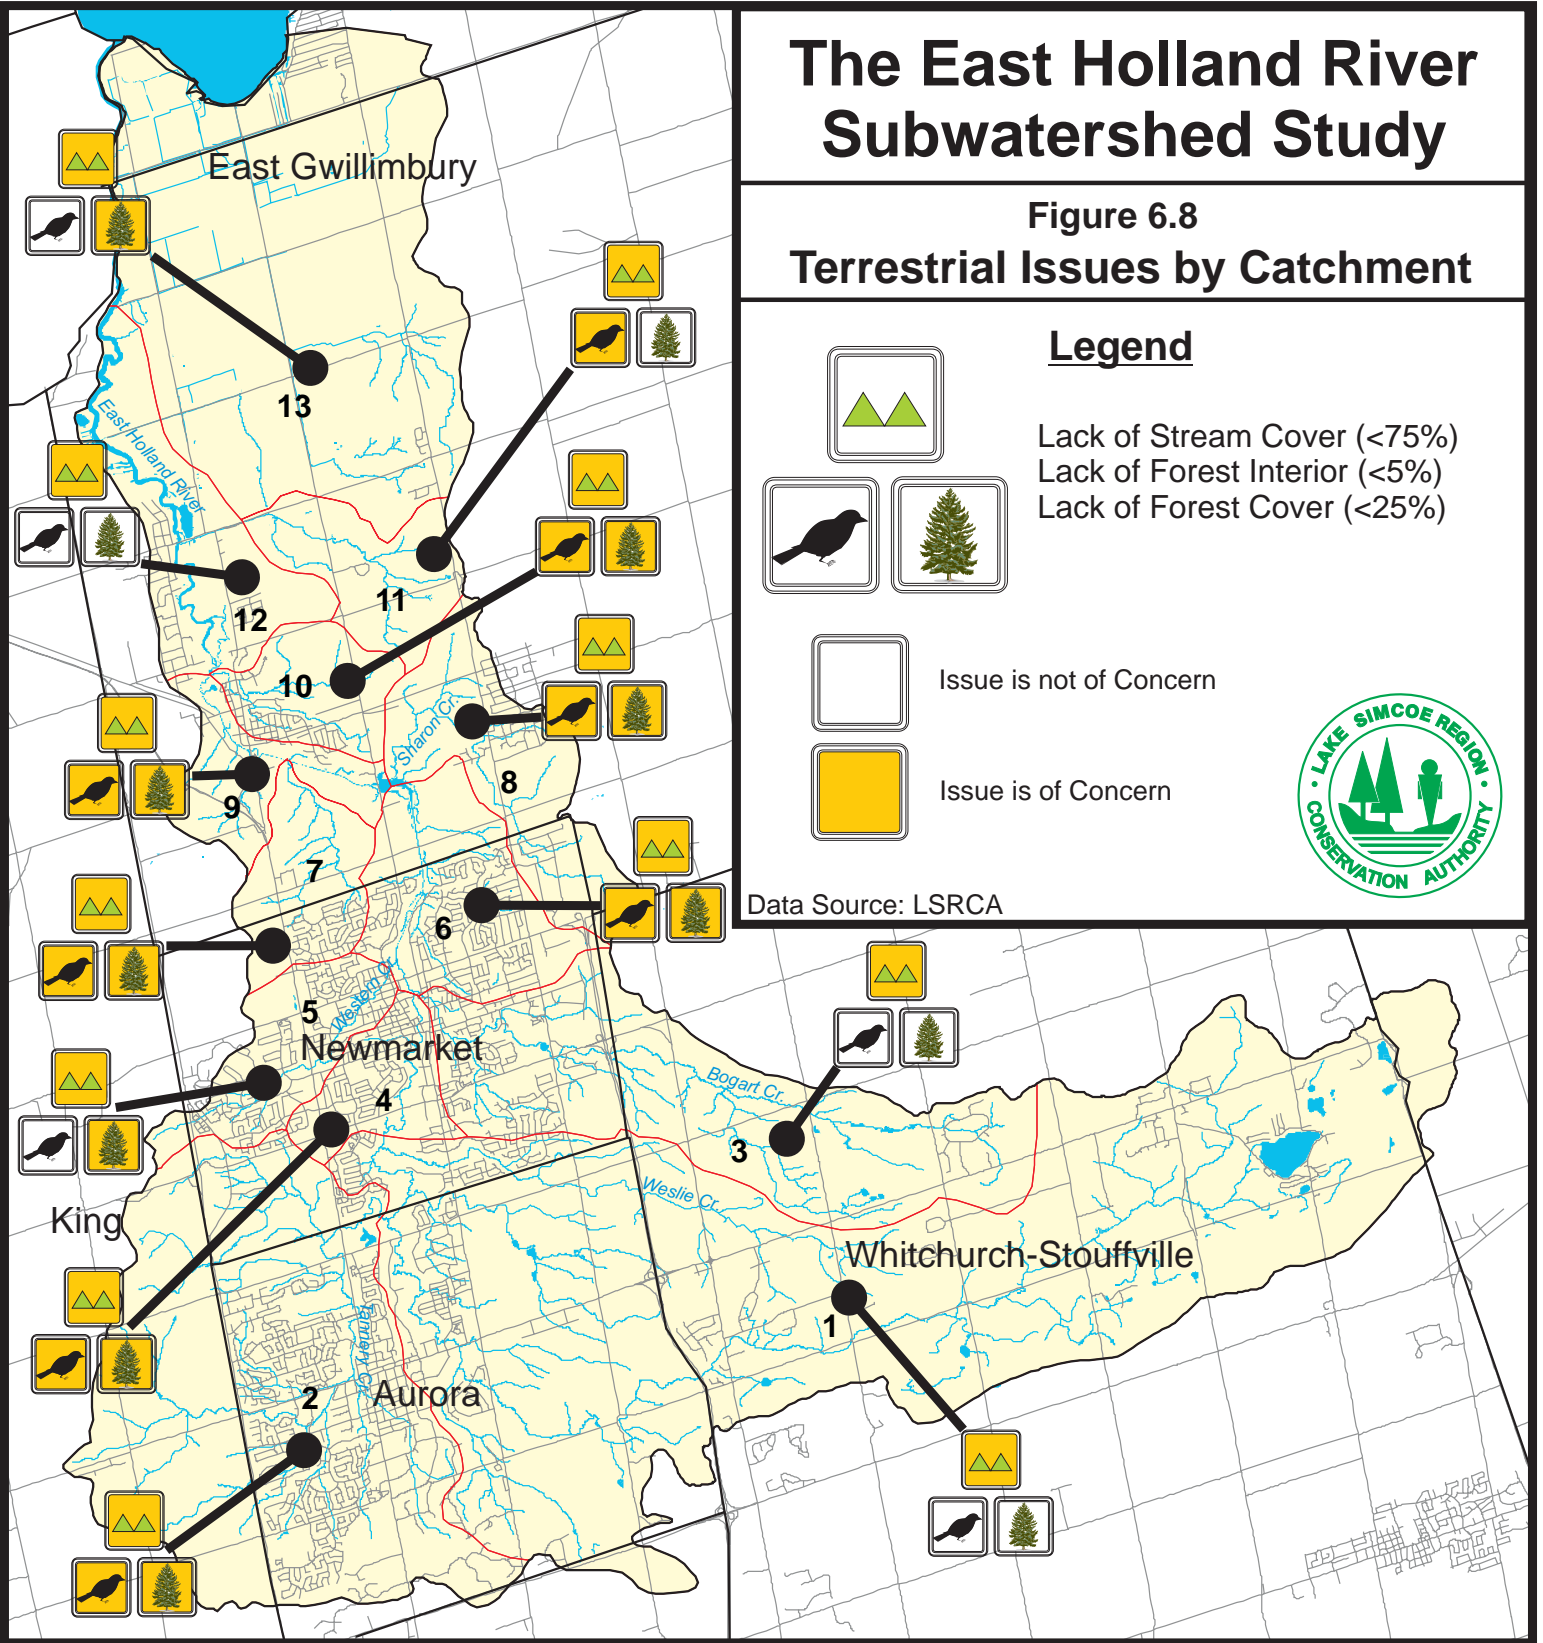 The East Holland River
Subwatershed Study
Figure 6.8
Terrestrial Issues by Catchment
Legend
Lack of Stream Cover (<75%)
Lack of Forest Interior (<5%)
Lack of Forest Cover (<25%)
Issue is not of Concern
Issue is of Concern
LAKE SIMCOE REGION
CONSERVATION AUTHORITY
Data Source: LSRCA
East Gwillimbury
13
East Holland River
11
12
10
Sharon Cr.
8
9
7
6
5
Western Cr.
Newmarket
4
Bogart Cr.
3
Weslie Cr.
King
Whitchurch-Stouffville
1
Tannery Cr.
2
Aurora